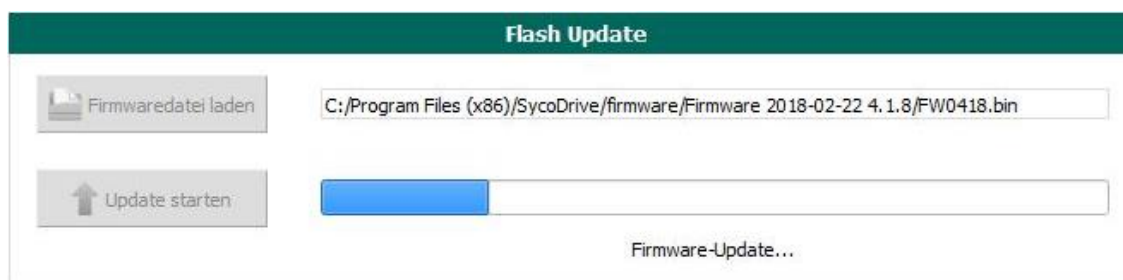 Flash Update
Firmwaredatei laden
C:/Program Files (x86)/SycoDrive/firmware/Firmware 2018-02-22 4.1.8/FW0418.bin
Update starten
Firmware-Update...